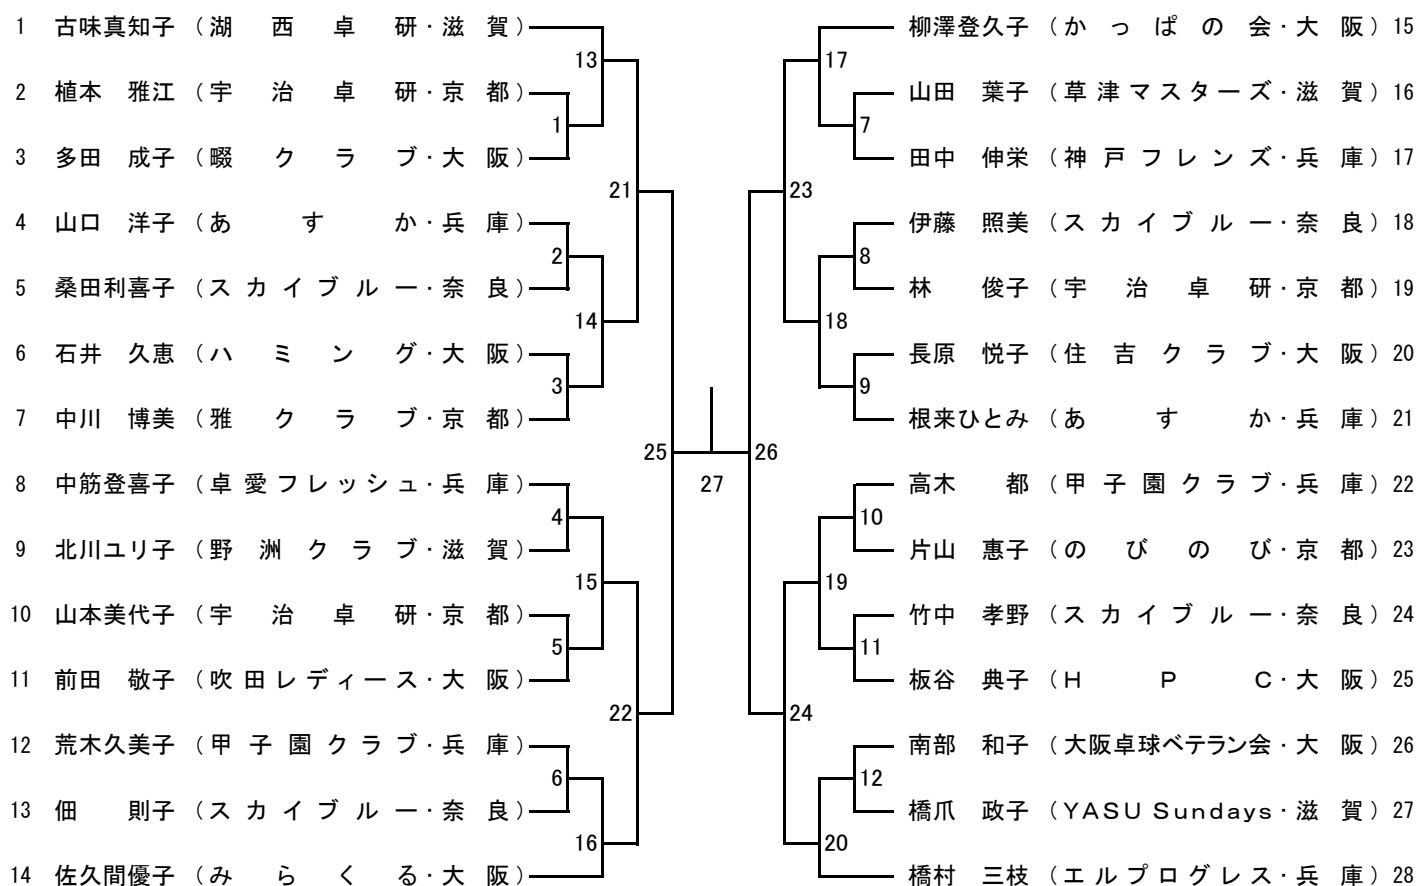 1 古味真知子 （湖西卓研・滋賀）
2 植本 雅江 （宇治卓研・京都）
3 多田 成子 （畷クラブ・大阪）
4 山口 洋子 （あすか・兵庫）
5 桑田利喜子 （スカイブルー・奈良）
6 石井 久恵 （ハミング・大阪）
7 中川 博美 （雅クラブ・京都）
8 中筋登喜子 （卓愛フレッシュ・兵庫）
9 北川ユリ子 （野洲クラブ・滋賀）
10 山本美代子 （宇治卓研・京都）
11 前田 敬子 （吹田レディース・大阪）
12 荒木久美子 （甲子園クラブ・兵庫）
13 佃 則子 （スカイブルー・奈良）
14 佐久間優子 （みらくる・大阪）
13
1
21
2
14
3
25
4
15
5
22
6
16
27
17
7
23
8
18
9
26
10
19
11
24
12
20
柳澤登久子 （かっぱの会・大阪） 15
山田 葉子 （草津マスターズ・滋賀） 16
田中 伸栄 （神戸フレンズ・兵庫） 17
伊藤 照美 （スカイブルー・奈良） 18
林 俊子 （宇治卓研・京都） 19
長原 悦子 （住吉クラブ・大阪） 20
根来ひとみ （あすか・兵庫） 21
高木 都 （甲子園クラブ・兵庫） 22
片山 惠子 （のびのび・京都） 23
竹中 孝野 （スカイブルー・奈良） 24
板谷 典子 （HPC・大阪） 25
南部 和子 （大阪卓球ベテラン会・大阪） 26
橋爪 政子 （YASU Sundays・滋賀） 27
橋村 三枝 （エルプログレス・兵庫） 28